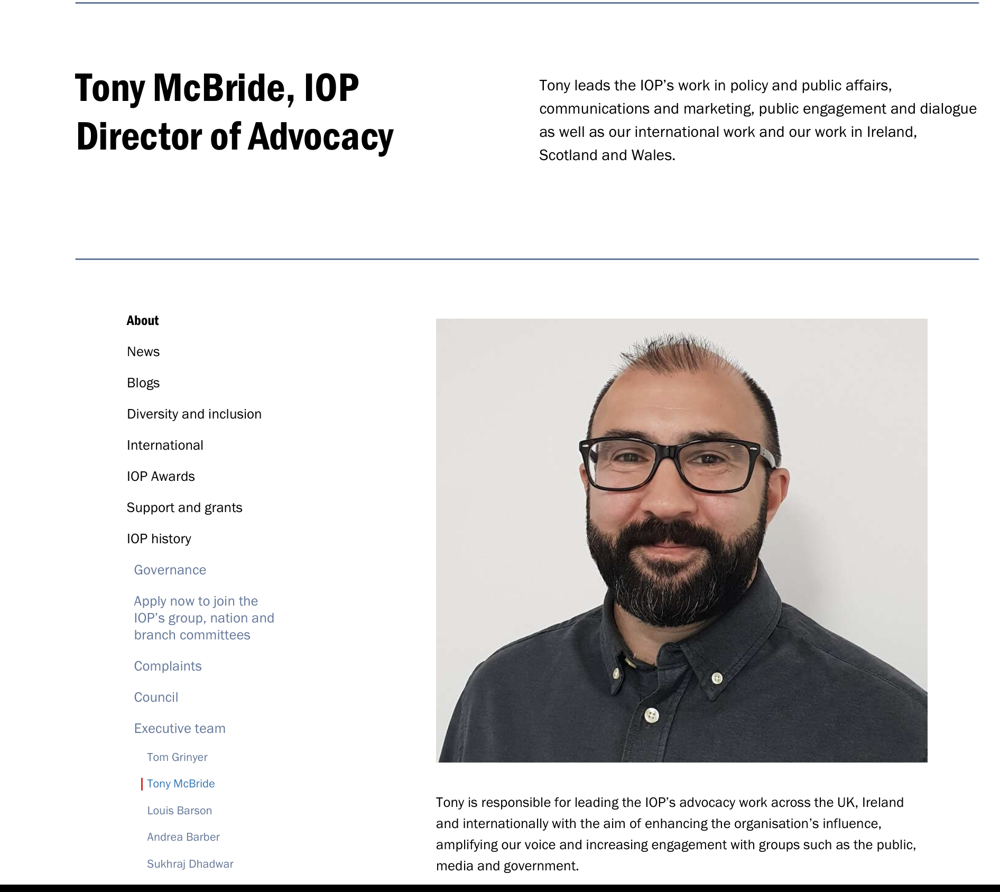 Tony McBride, IOP
Director of Advocacy
Tony leads the IOP’s work in policy and public affairs,
communications and marketing, public engagement and dialogue
as well as our international work and our work in Ireland,
Scotland and Wales.
About
News
Blogs
Diversity and inclusion
International
IOP Awards
Support and grants
IOP history
Governance
Apply now to join the
IOP’s group, nation and
branch committees
Complaints
Council
Executive team
Tom Grinyer
Tony McBride
Louis Barson
Andrea Barber
Sukhraj Dhadwar
Tony is responsible for leading the IOP’s advocacy work across the UK, Ireland
and internationally with the aim of enhancing the organisation’s influence,
amplifying our voice and increasing engagement with groups such as the public,
media and government.